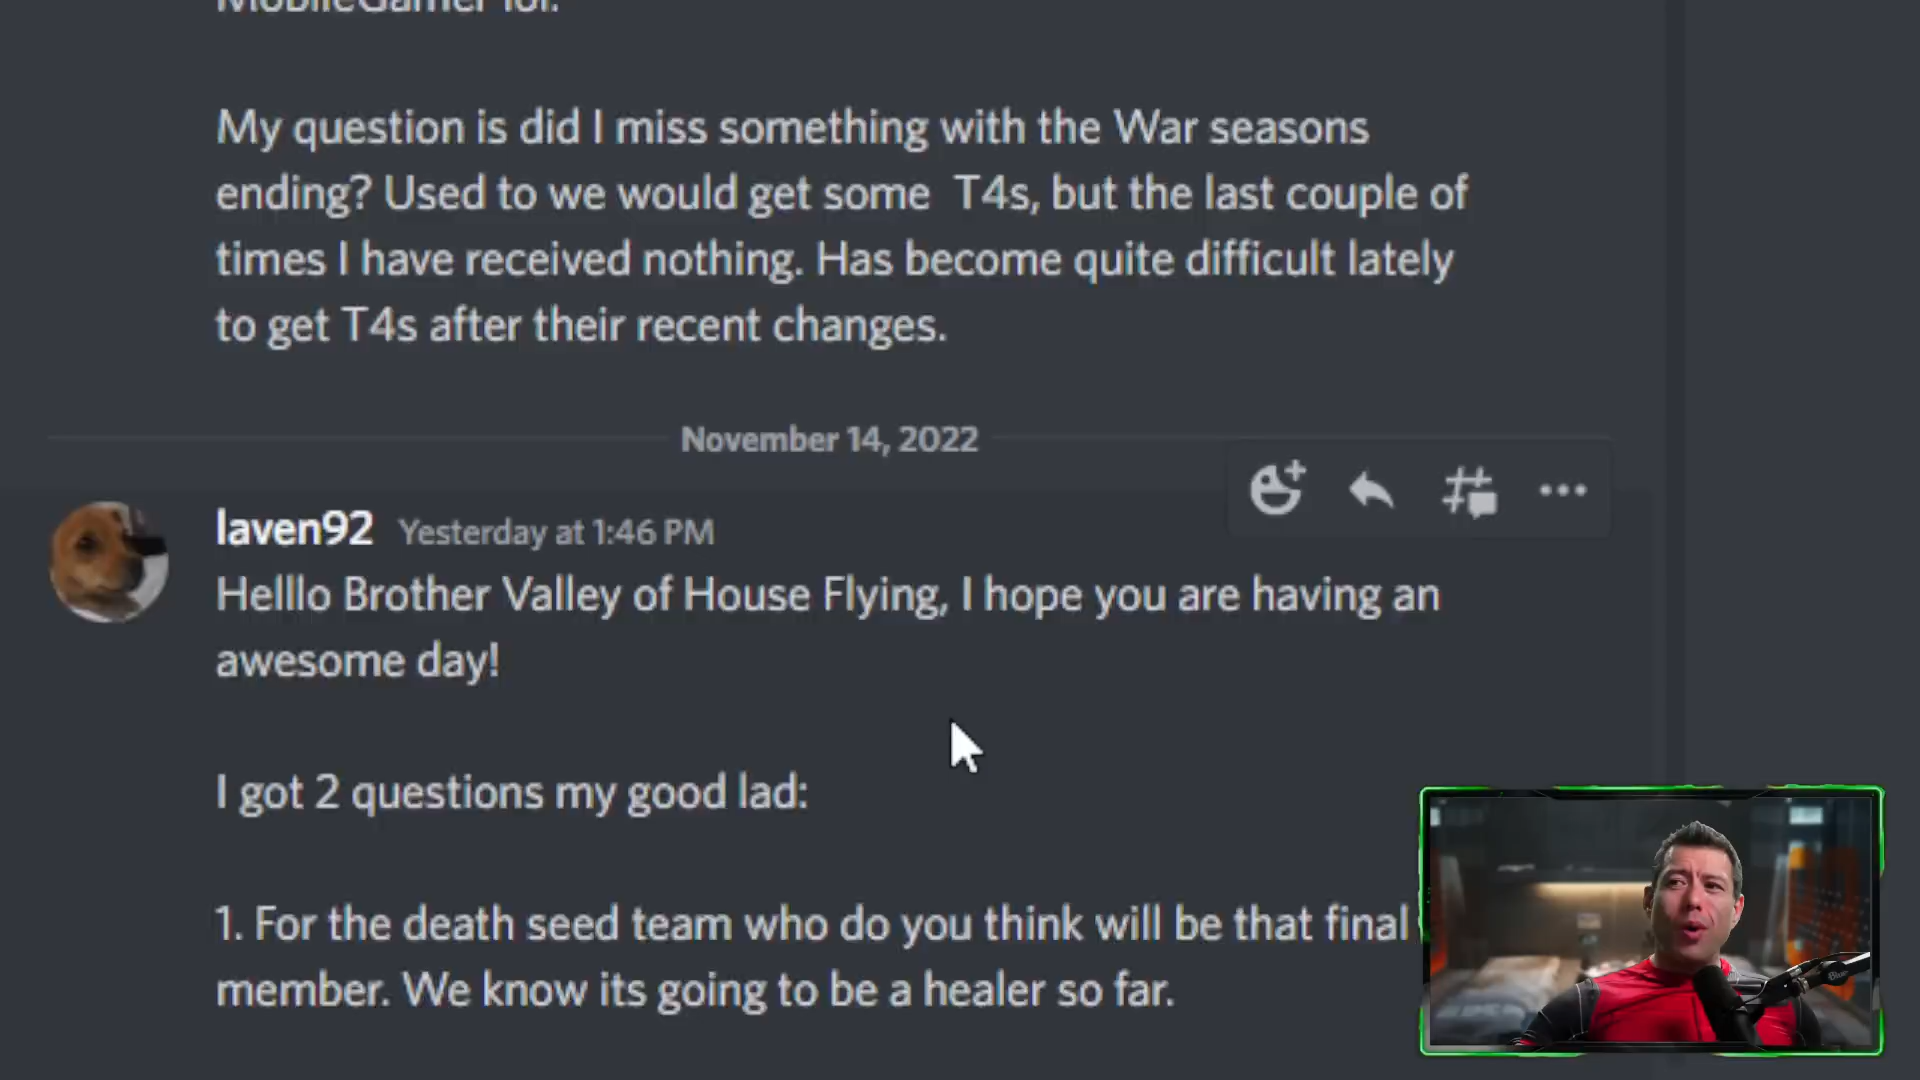 MobileGamer lol.
My question is did I miss something with the War seasons
ending? Used to we would get some T4s, but the last couple of
times I have received nothing. Has become quite difficult lately
to get T4s after their recent changes.
November 14, 2022
laven92 Yesterday at 1:46 PM
Helllo Brother Valley of House Flying, I hope you are having an
awesome day!
I got 2 questions my good lad:
1. For the death seed team who do you think will be that final
member. We know its going to be a healer so far.